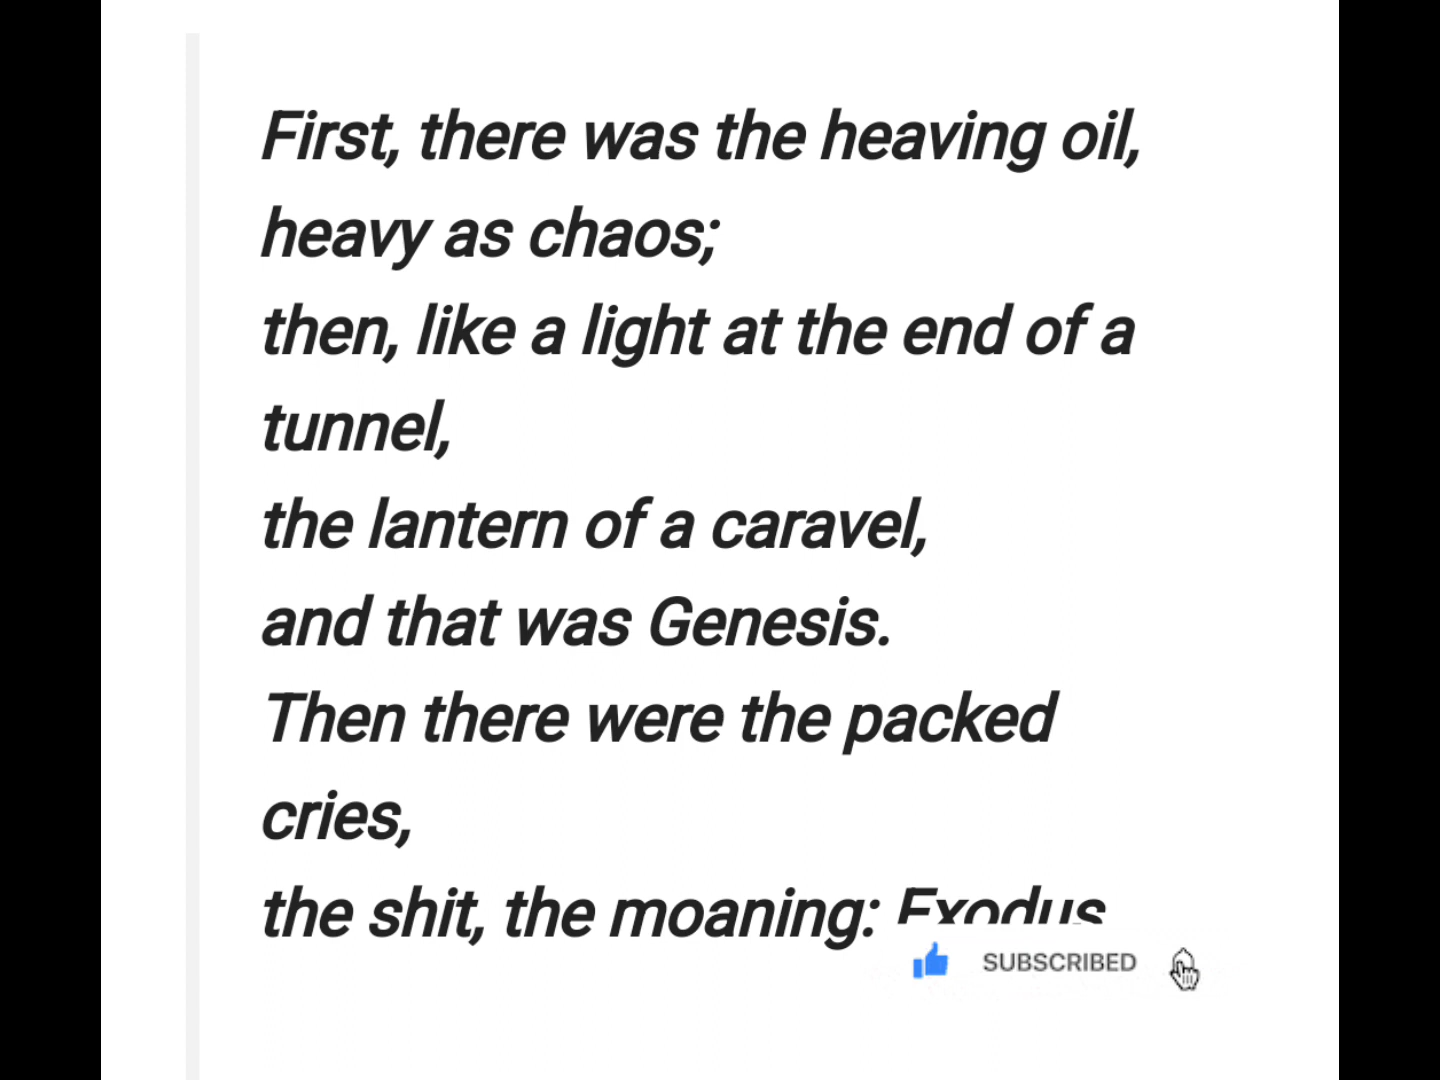 First, there was the heaving oil,
heavy as chaos;
then, like a light at the end of a
tunnel,
the lantern of a caravel,
and that was Genesis.
Then there were the packed
cries,
the shit, the moaning: Exodus
SUBSCRIBED